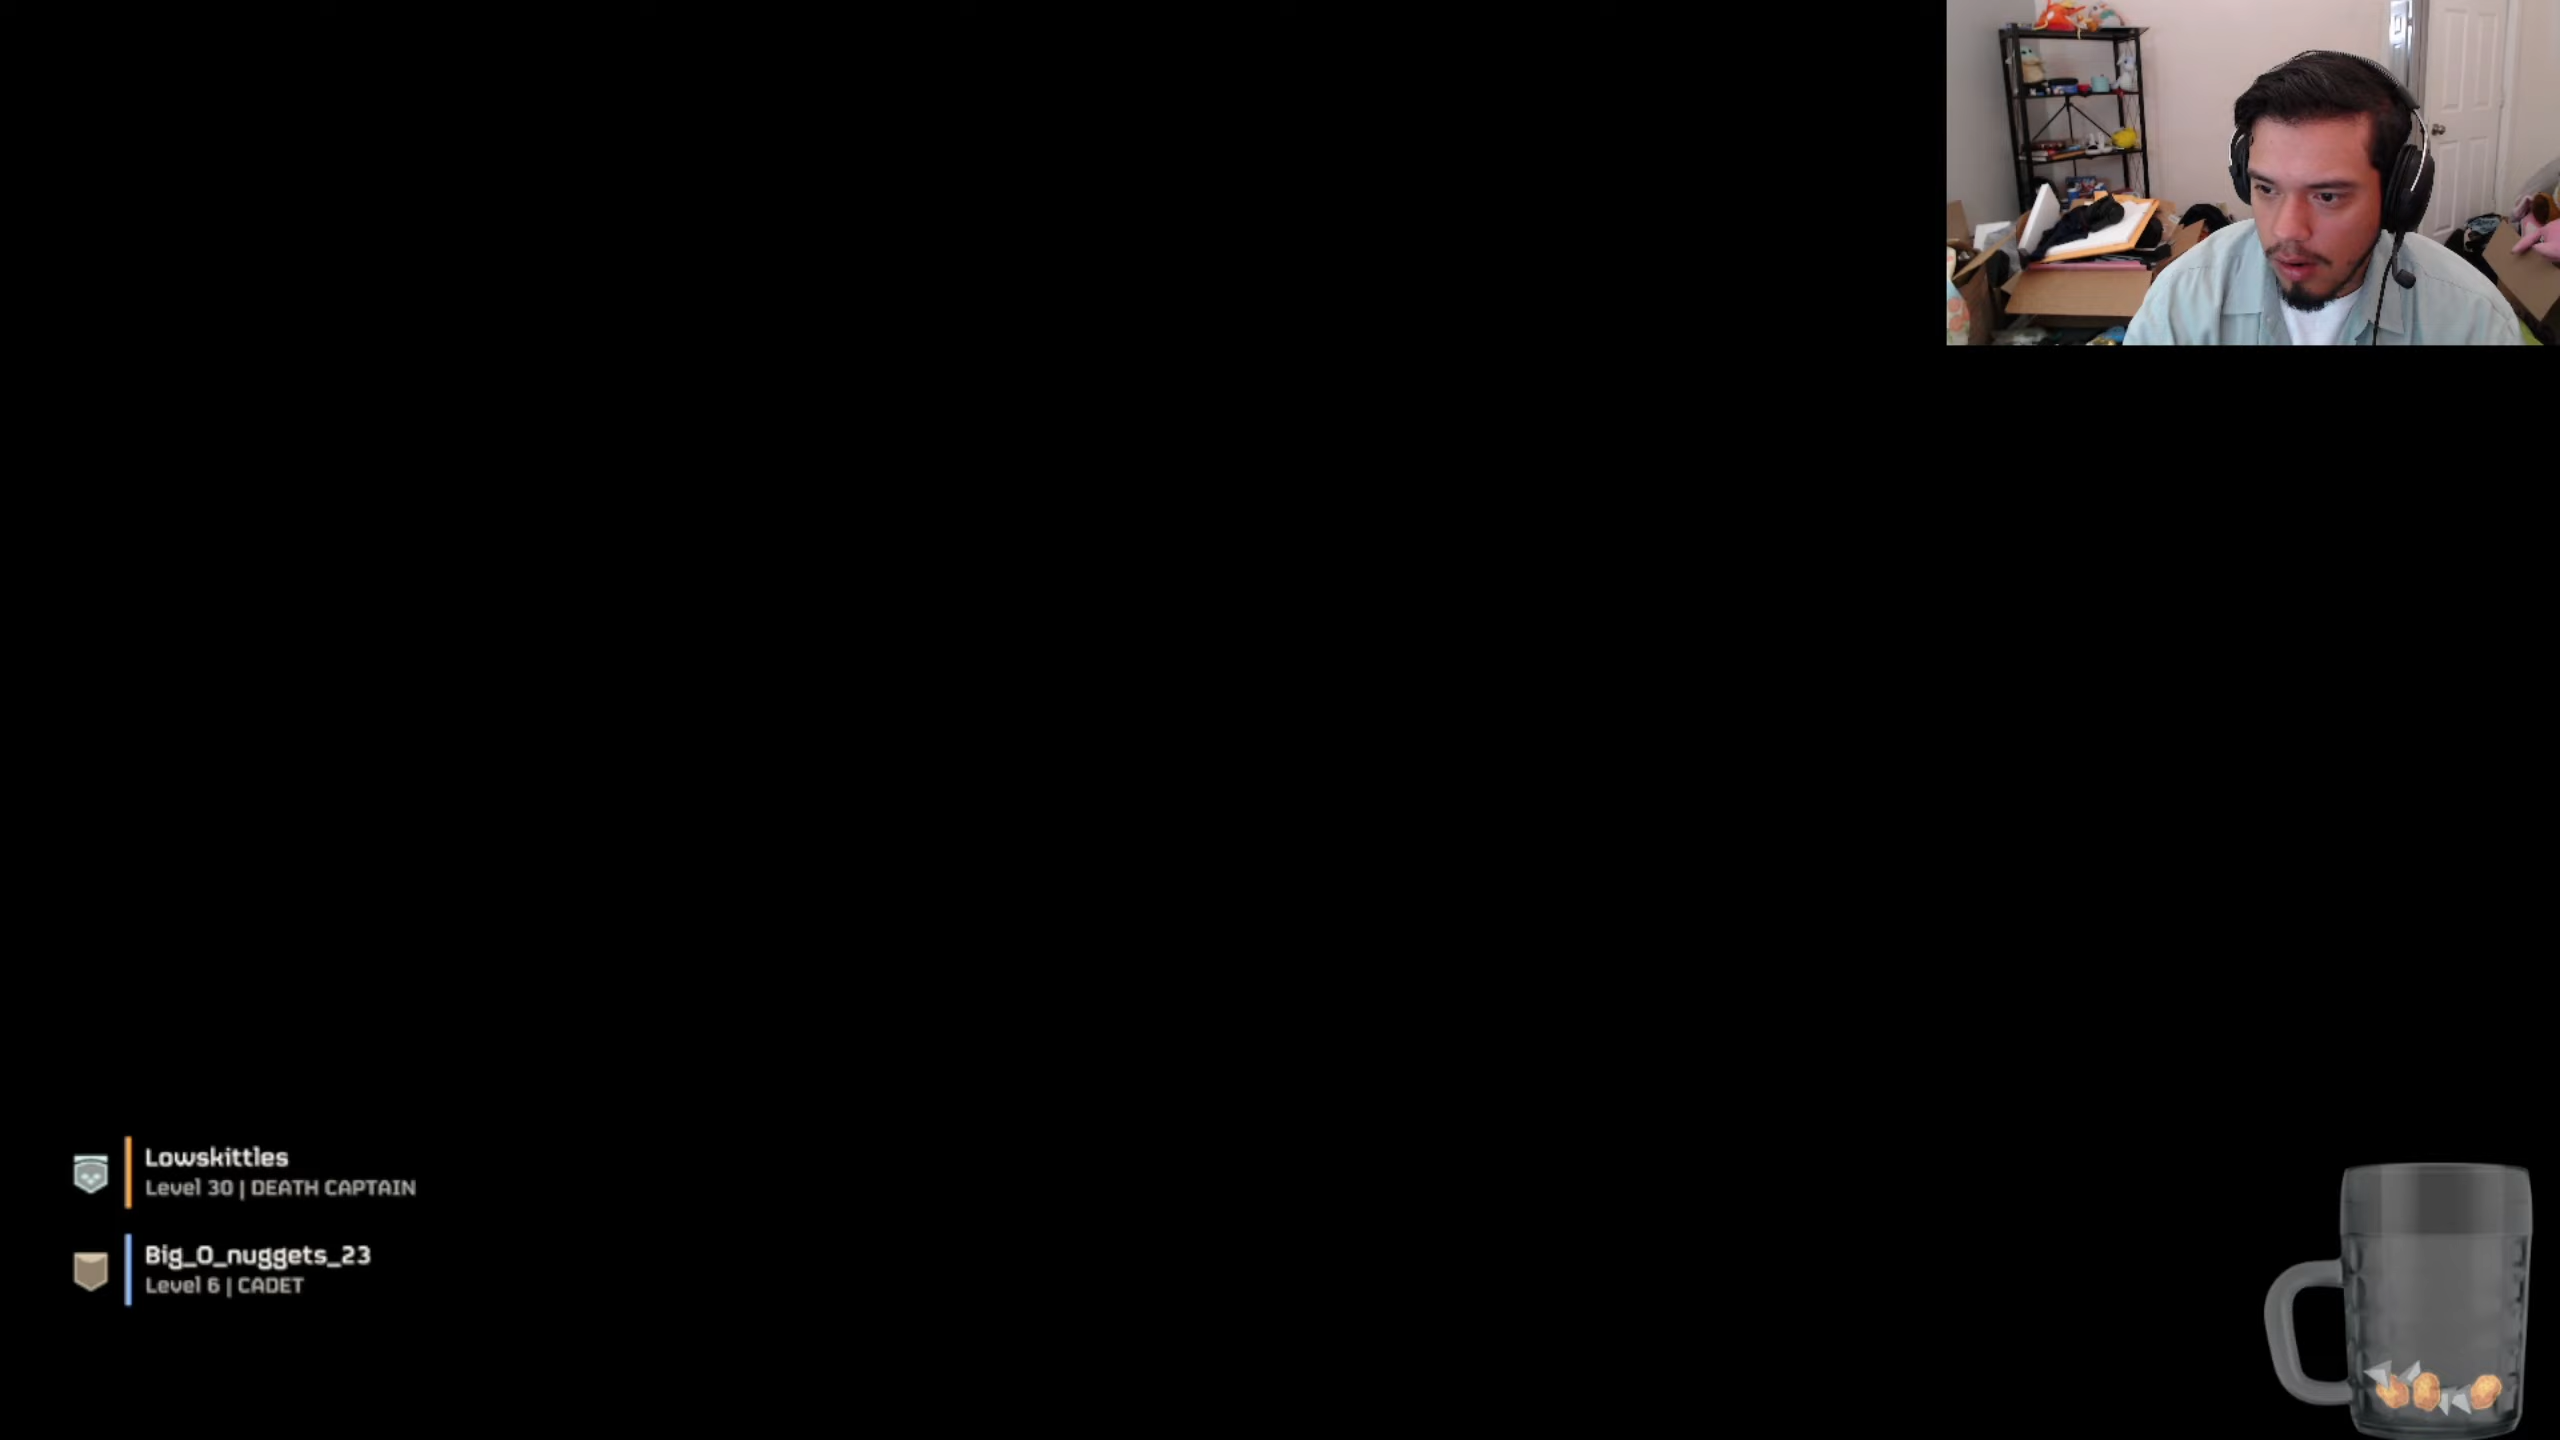 Lowskittles
Level 30 | DEATH CAPTAIN
Big_O_nuggets_23
Level 6 | CADET